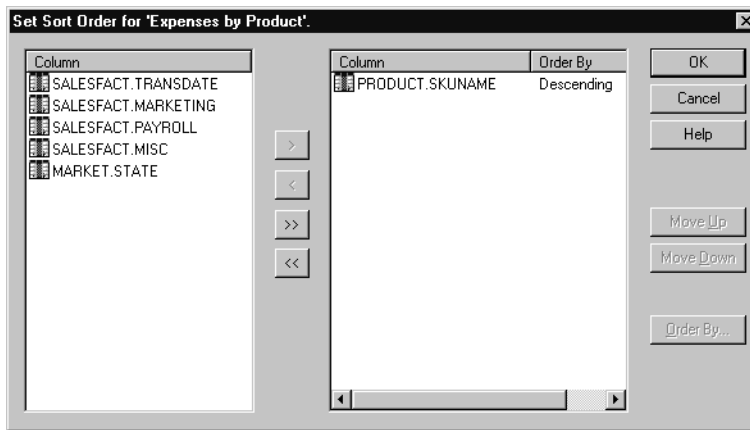 Set Sort Order for 'Expenses by Product'.
Column
SALESFACT.TRANSDATE
SALESFACT.MARKETING
SALESFACT.PAYROLL
SALESFACT.MISC
MARKET.STATE
>
<
>>
<<
Column Order By
PRODUCT.SKUNAME Descending
OK
Cancel
Help
Move Up
Move Down
Order By...